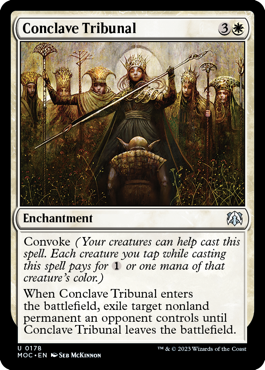 Conclave Tribunal 3
Enchantment
Convoke (Your creatures can help cast this
spell. Each creature you tap while casting
this spell pays for 1 or one mana of that
creature's color.)
When Conclave Tribunal enters
the battlefield, exile target nonland
permanent an opponent controls until
Conclave Tribunal leaves the battlefield.
U 0178
MOC • EN Seb McKinnon
™ & © 2023 Wizards of the Coast